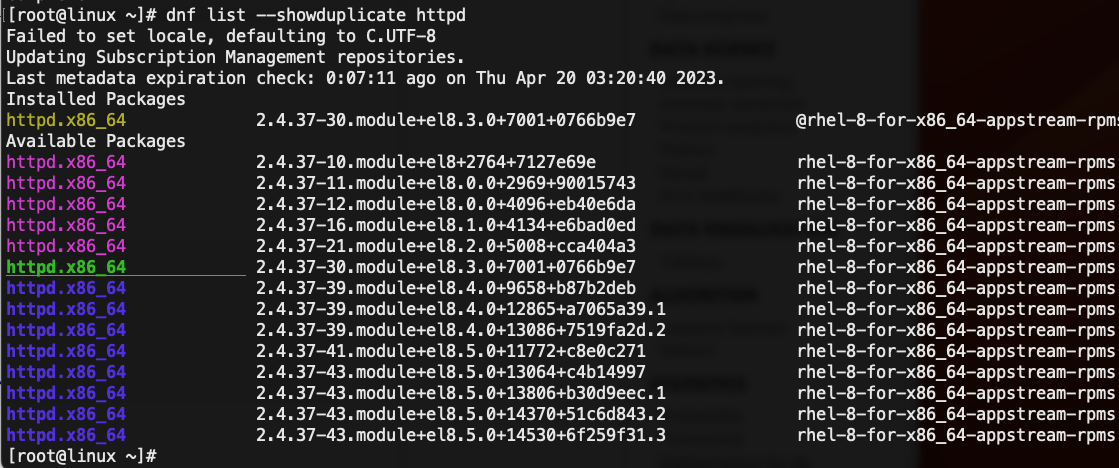 [root@linux ~]# dnf list --showduplicate httpd
Failed to set locale, defaulting to C.UTF-8
Updating Subscription Management repositories.
Last metadata expiration check: 0:07:11 ago on Thu Apr 20 03:20:40 2023.
Installed Packages
httpd.x86_64 2.4.37-30.module+el8.3.0+7001+0766b9e7 @rhel-8-for-x86_64-appstream-rpms
Available Packages
httpd.x86_64 2.4.37-10.module+el8+2764+7127e69e rhel-8-for-x86_64-appstream-rpms
httpd.x86_64 2.4.37-11.module+el8.0.0+2969+90015743 rhel-8-for-x86_64-appstream-rpms
httpd.x86_64 2.4.37-12.module+el8.0.0+4096+eb40e6da rhel-8-for-x86_64-appstream-rpms
httpd.x86_64 2.4.37-16.module+el8.1.0+4134+e6bad0ed rhel-8-for-x86_64-appstream-rpms
httpd.x86_64 2.4.37-21.module+el8.2.0+5008+cca404a3 rhel-8-for-x86_64-appstream-rpms
httpd.x86_64 2.4.37-30.module+el8.3.0+7001+0766b9e7 rhel-8-for-x86_64-appstream-rpms
httpd.x86_64 2.4.37-39.module+el8.4.0+9658+b87b2deb rhel-8-for-x86_64-appstream-rpms
httpd.x86_64 2.4.37-39.module+el8.4.0+12865+a7065a39.1 rhel-8-for-x86_64-appstream-rpms
httpd.x86_64 2.4.37-39.module+el8.4.0+13086+7519fa2d.2 rhel-8-for-x86_64-appstream-rpms
httpd.x86_64 2.4.37-41.module+el8.5.0+11772+c8e0c271 rhel-8-for-x86_64-appstream-rpms
httpd.x86_64 2.4.37-43.module+el8.5.0+13064+c4b14997 rhel-8-for-x86_64-appstream-rpms
httpd.x86_64 2.4.37-43.module+el8.5.0+13806+b30d9eec.1 rhel-8-for-x86_64-appstream-rpms
httpd.x86_64 2.4.37-43.module+el8.5.0+14370+51c6d843.2 rhel-8-for-x86_64-appstream-rpms
httpd.x86_64 2.4.37-43.module+el8.5.0+14530+6f259f31.3 rhel-8-for-x86_64-appstream-rpms
[root@linux ~]#